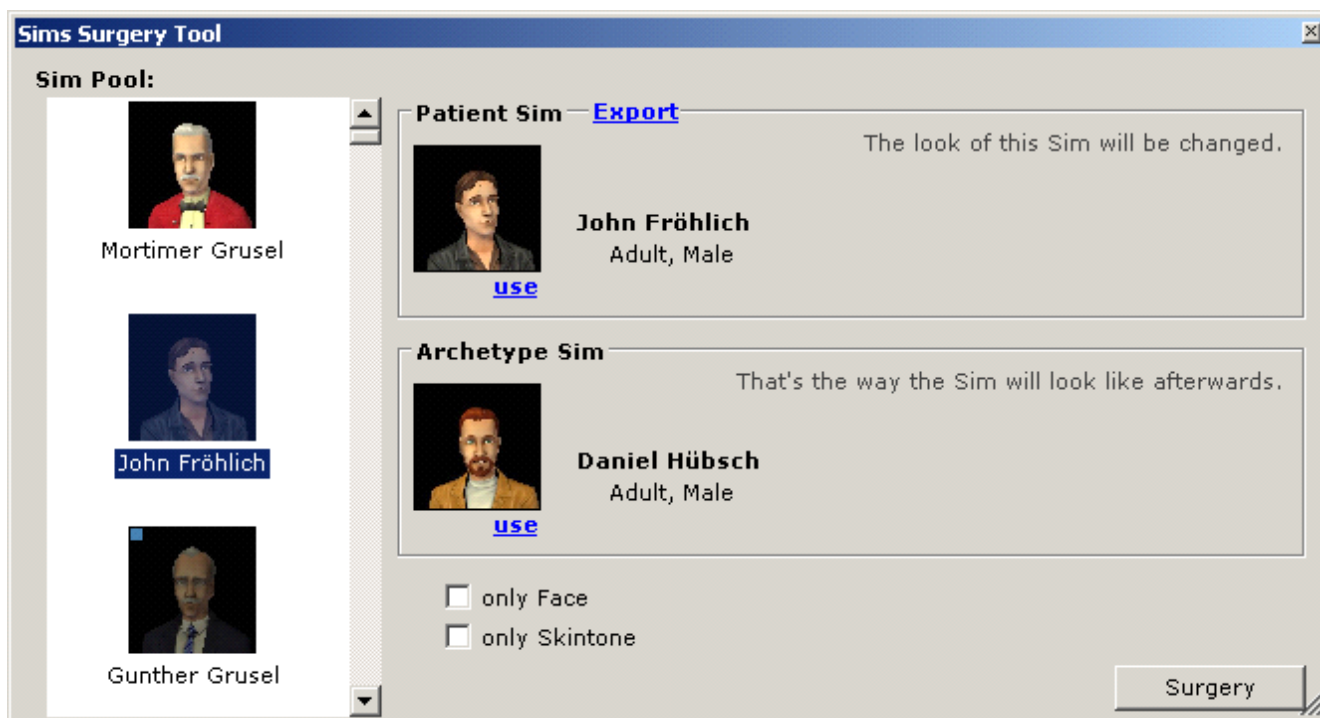 Sims Surgery Tool
Sim Pool:
Mortimer Grusel
John Fröhlich
Gunther Grusel
Patient Sim Export
The look of this Sim will be changed.
John Fröhlich
Adult, Male
use
Archetype Sim
That's the way the Sim will look like afterwards.
Daniel Hübsch
Adult, Male
use
only Face
only Skintone
Surgery